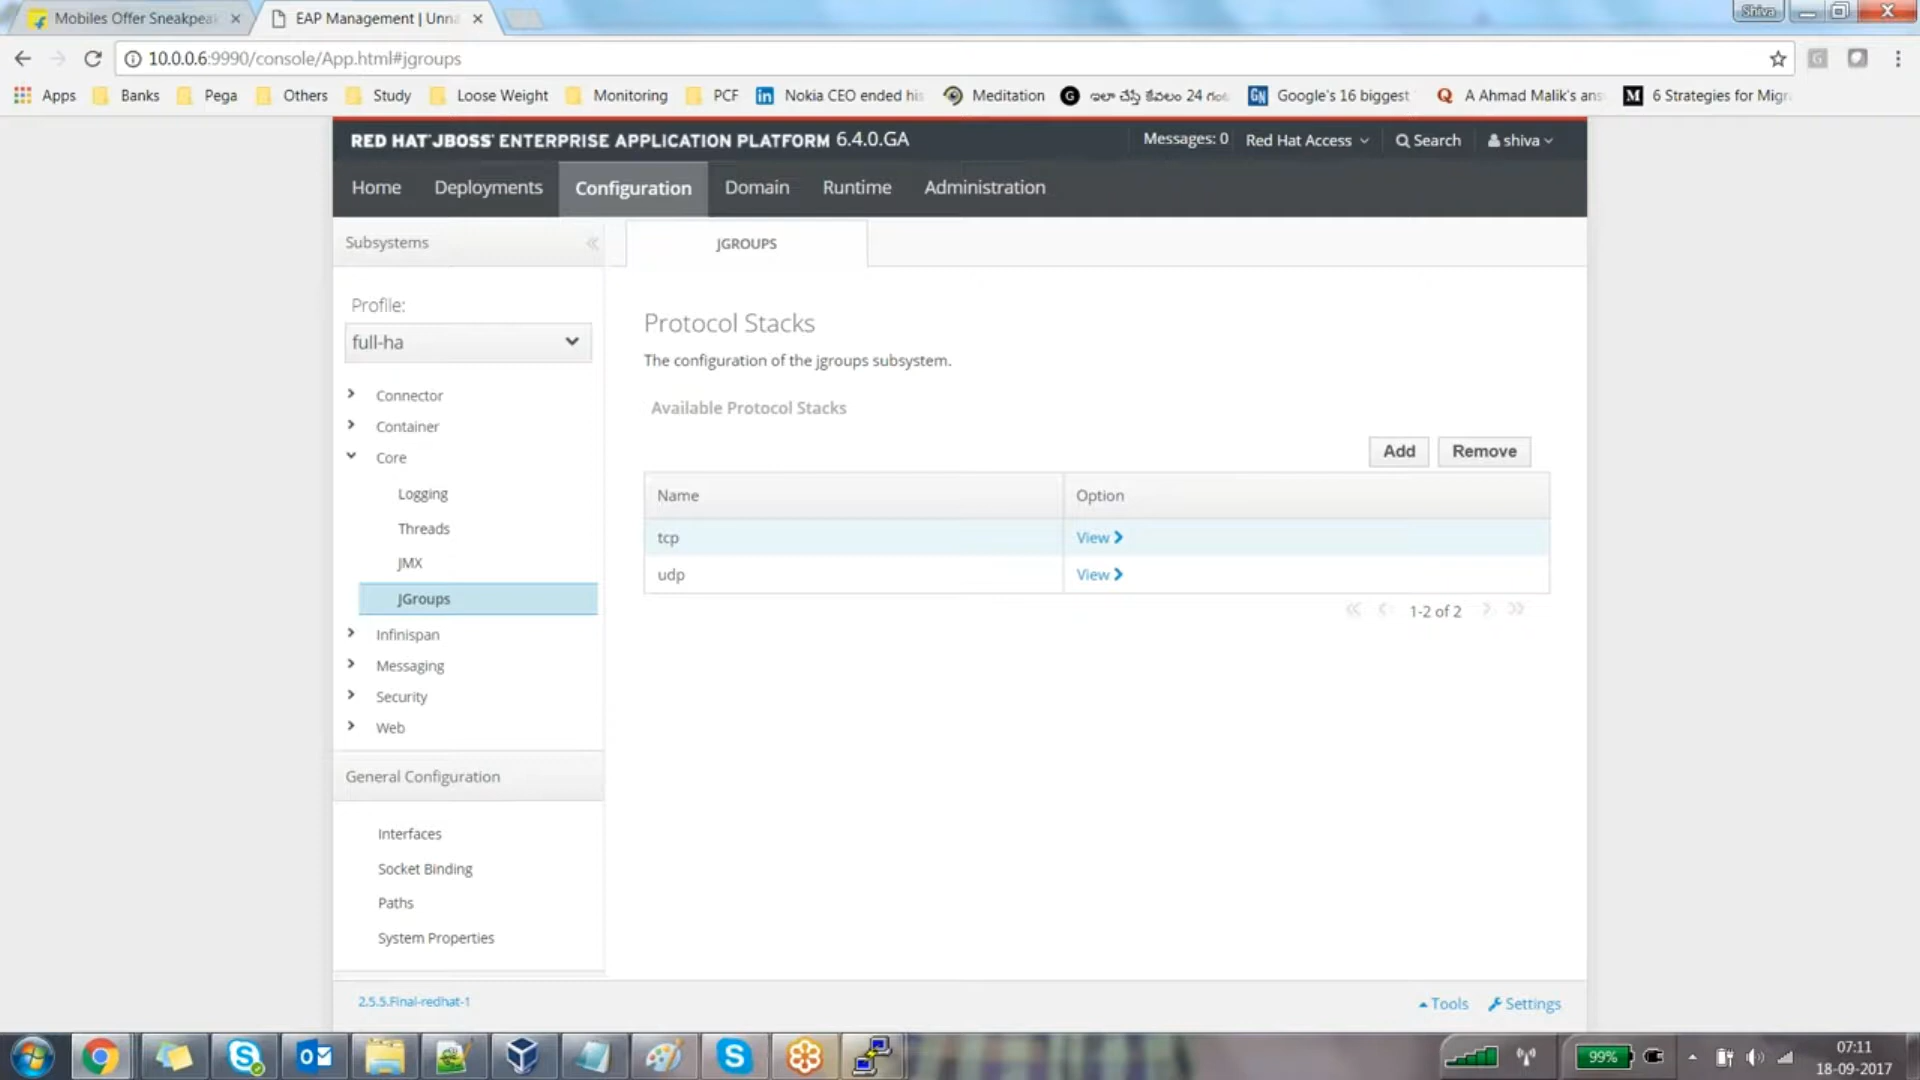 Mobiles Offer Sneakpea
EAP Management | Unna
Shiva
10.0.0.6:9990/console/App.html#jgroups
Apps
Banks
Pega
Others
Study
Loose Weight
Monitoring
PCF
Nokia CEO ended his
Meditation
ఇలా చేస్తే కేవలం 24 గంట
Google's 16 biggest
A Ahmad Malik's ans
6 Strategies for Migra
RED HAT JBOSS ENTERPRISE APPLICATION PLATFORM 6.4.0.GA
Messages: 0
Red Hat Access
Search
shiva
Home
Deployments
Configuration
Domain
Runtime
Administration
Subsystems
JGROUPS
Profile:
full-ha
Connector
Container
Core
Logging
Threads
JMX
JGroups
Infinispan
Messaging
Security
Web
General Configuration
Interfaces
Socket Binding
Paths
System Properties
Protocol Stacks
The configuration of the jgroups subsystem.
Available Protocol Stacks
Add
Remove
Name
Option
tcp
View
udp
View
1-2 of 2
2.5.5.Final-redhat-1
Tools
Settings
99%
07:11
18-09-2017